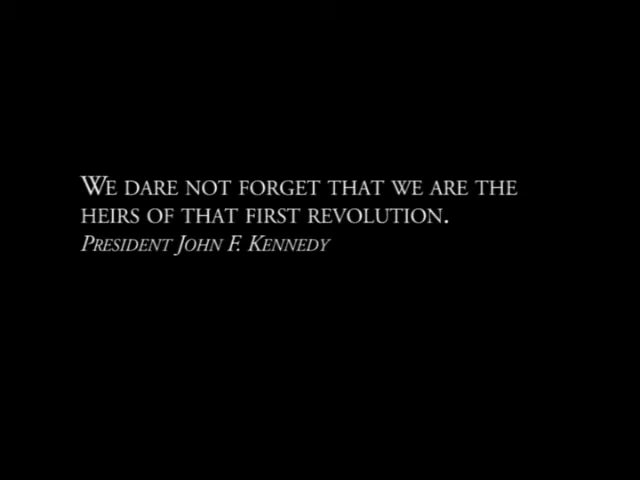 We dare not forget that we are the
heirs of that first revolution.
President John F. Kennedy